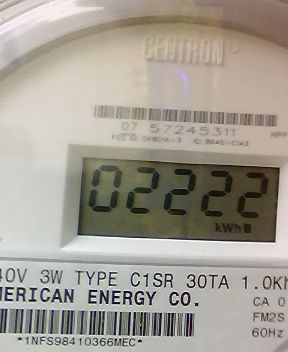 CENTRON
07 57245311
02222
kWh
40V 3W TYPE C1SR 30TA 1.0Kh
MERICAN ENERGY CO.
CA 0
FM2S
60Hz
*1NFS98410366MEC*